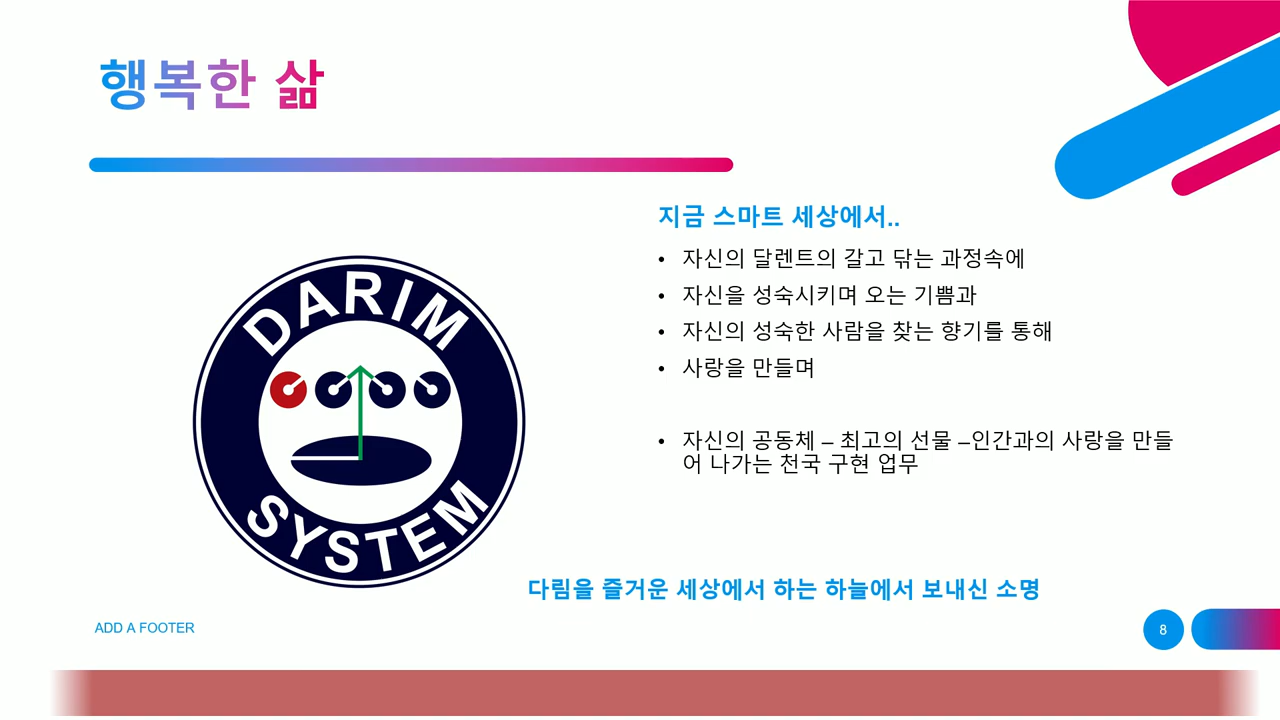 행복한 삶
지금 스마트 세상에서..
• 자신의 달렌트의 갈고 닦는 과정속에
• 자신을 성숙시키며 오는 기쁨과
• 자신의 성숙한 사람을 찾는 향기를 통해
• 사랑을 만들며
• 자신의 공동체 – 최고의 선물 –인간과의 사랑을 만들
어 나가는 천국 구현 업무
DARIM
SYSTEM
다림을 즐거운 세상에서 하는 하늘에서 보내신 소명
ADD A FOOTER
8